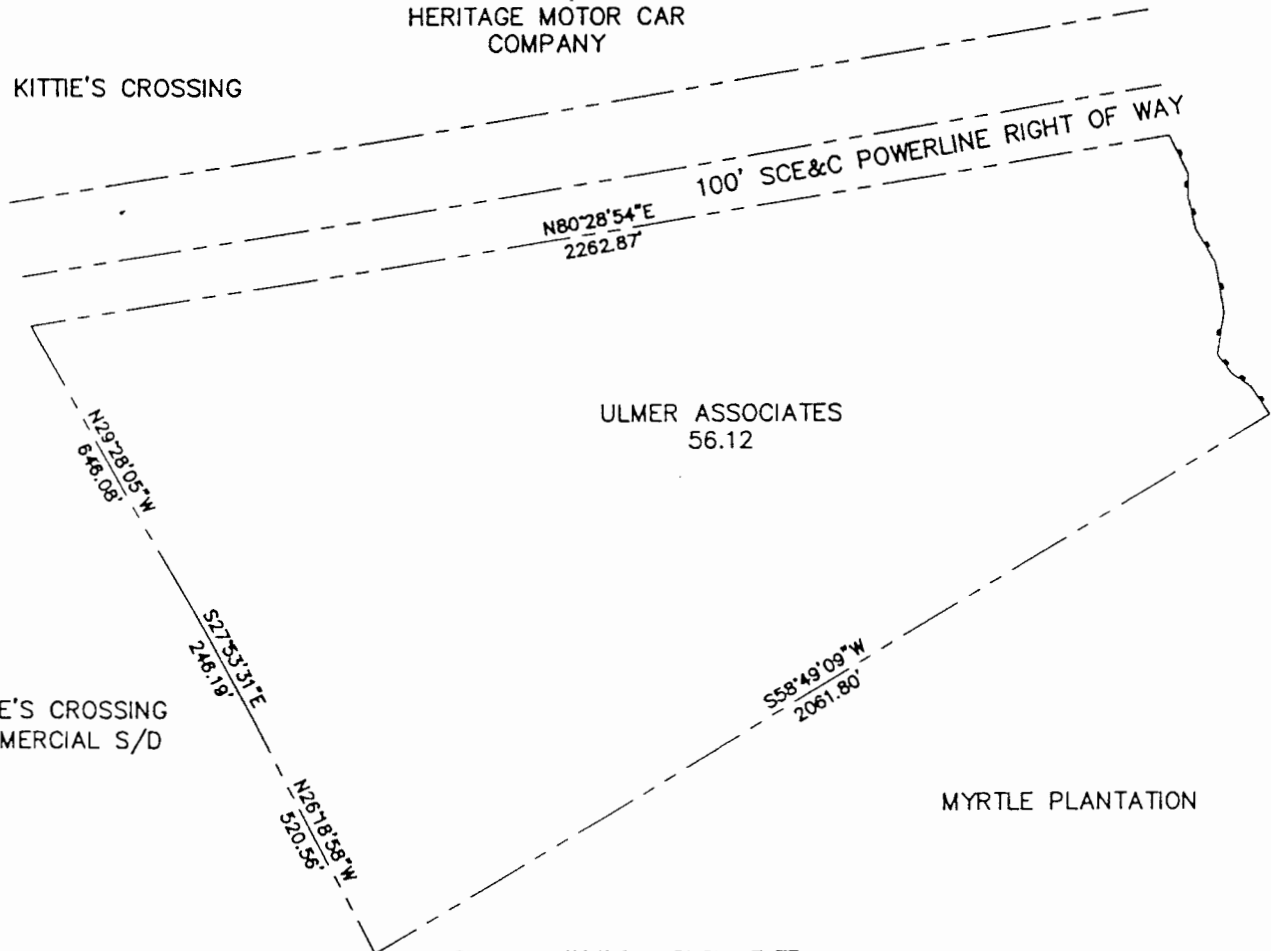 HERITAGE MOTOR CAR
COMPANY
KITTIE'S CROSSING
100' SCE&C POWERLINE RIGHT OF WAY
N80°28'54"E
2262.87'
ULMER ASSOCIATES
56.12
N29°28'05"W
646.08'
S27°53'31"E
246.19'
S58°49'09"W
2061.80'
E'S CROSSING
MERCIAL S/D
N26°18'58"W
520.56'
MYRTLE PLANTATION